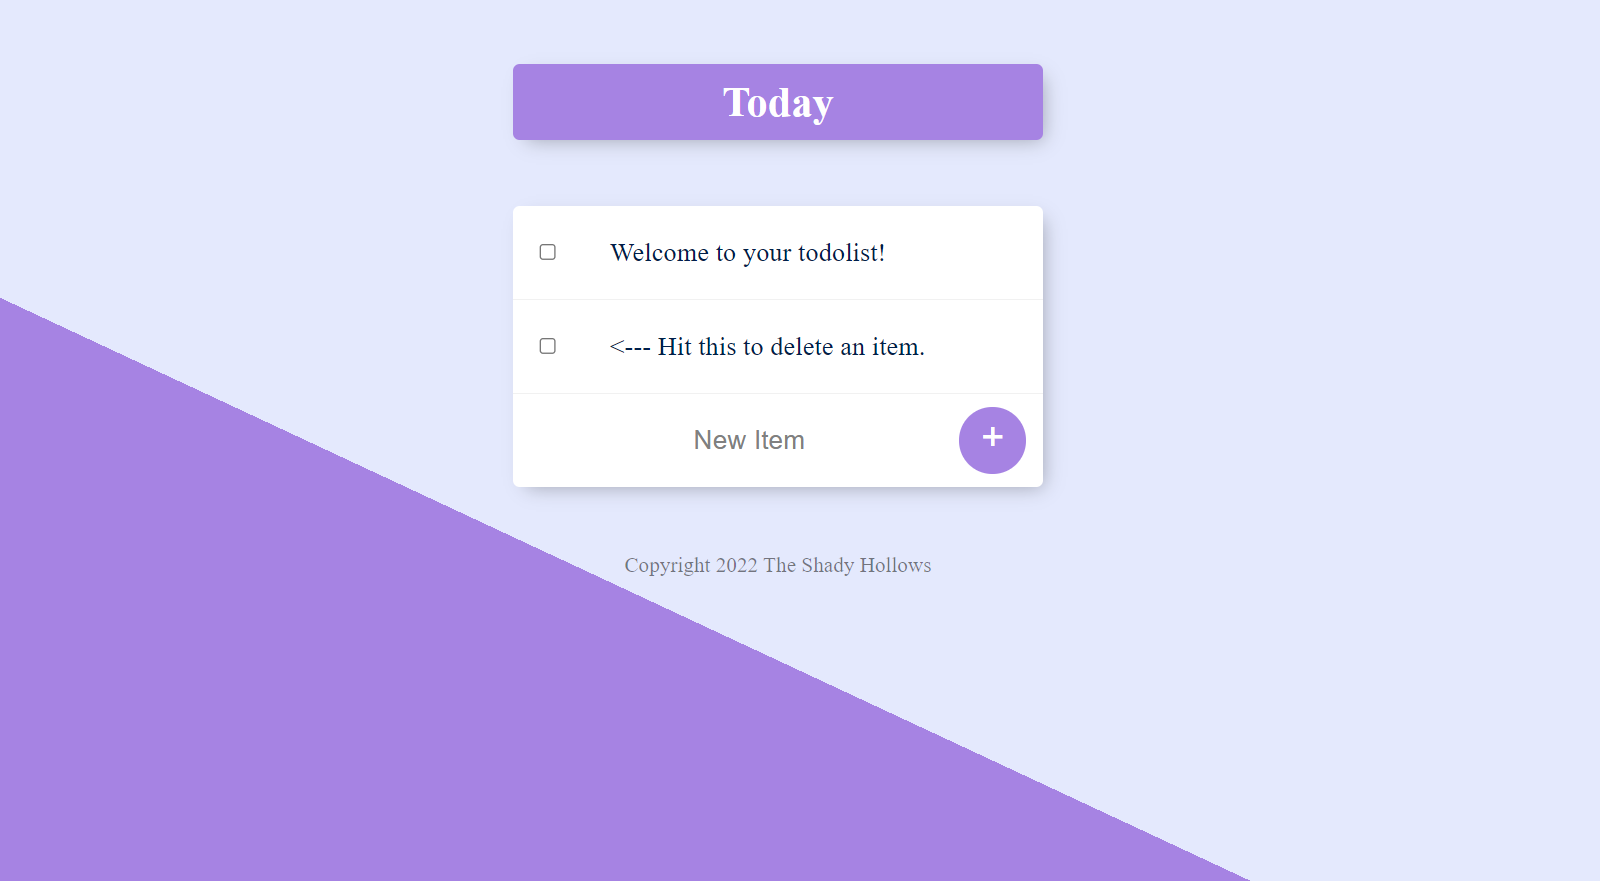 Today
Welcome to your todolist!
<--- Hit this to delete an item.
New Item
+
Copyright 2022 The Shady Hollows